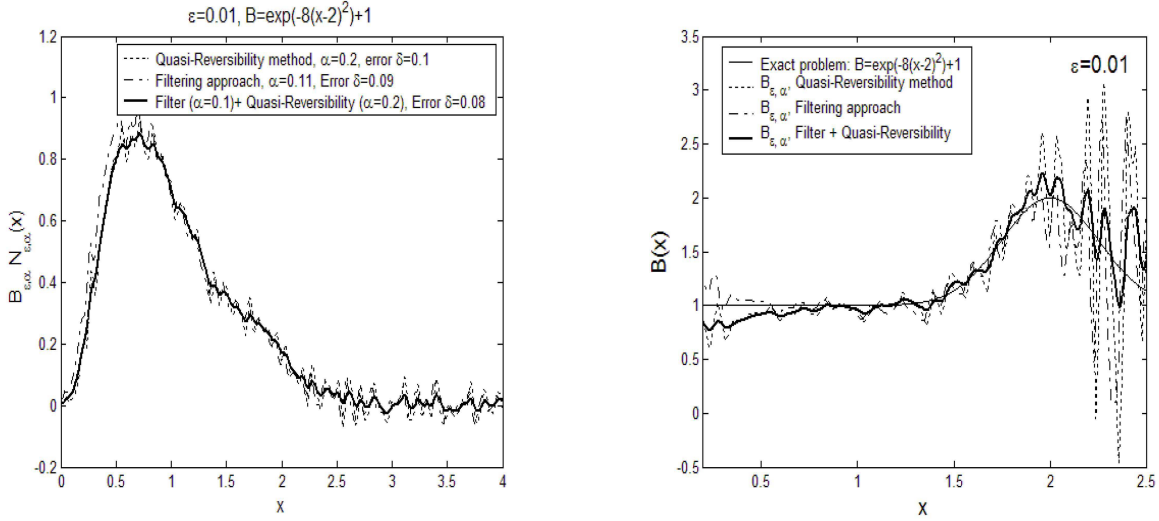 ε=0.01, B=exp(-8(x-2)²)+1
1.2
1
0.8
0.6
0.4
0.2
0
-0.2
B_{ε,α} N_{ε,α}(x)
Quasi-Reversibility method, α=0.2, error δ=0.1
Filtering approach, α=0.11, Error δ=0.09
Filter (α=0.1)+ Quasi-Reversibility (α=0.2), Error δ=0.08
0 0.5 1 1.5 2 2.5 3 3.5 4
x
3.5
3
2.5
2
1.5
1
0.5
0
-0.5
B(x)
Exact problem: B=exp(-8(x-2)²)+1
B_{ε, α}, Quasi-Reversibility method
B_{ε, α}, Filtering approach
B_{ε, α}, Filter + Quasi-Reversibility
ε=0.01
0.5 1 1.5 2 2.5
x